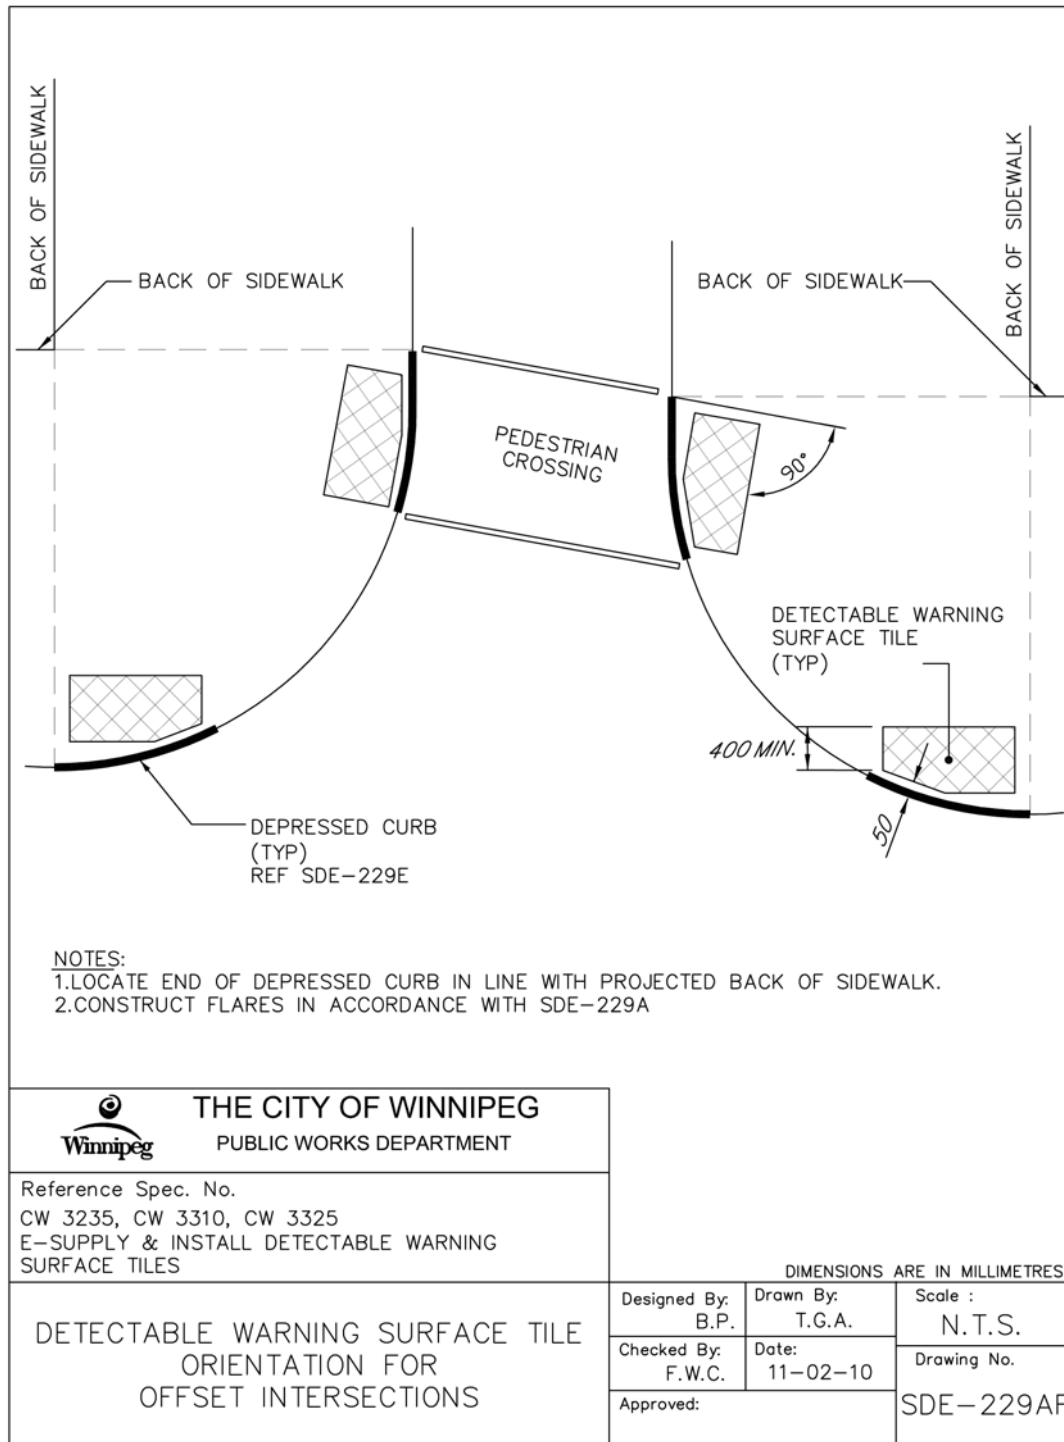 BACK OF SIDEWALK
BACK OF SIDEWALK
BACK OF SIDEWALK
BACK OF SIDEWALK
PEDESTRIAN
CROSSING
90°
DETECTABLE WARNING
SURFACE TILE
(TYP)
400 MIN.
50
DEPRESSED CURB
(TYP)
REF SDE-229E
NOTES:
1.LOCATE END OF DEPRESSED CURB IN LINE WITH PROJECTED BACK OF SIDEWALK.
2.CONSTRUCT FLARES IN ACCORDANCE WITH SDE-229A
Winnipeg
THE CITY OF WINNIPEG
PUBLIC WORKS DEPARTMENT
Reference Spec. No.
CW 3235, CW 3310, CW 3325
E-SUPPLY & INSTALL DETECTABLE WARNING
SURFACE TILES
DIMENSIONS ARE IN MILLIMETRES
DETECTABLE WARNING SURFACE TILE
ORIENTATION FOR
OFFSET INTERSECTIONS
Designed By:
B.P.
Drawn By:
T.G.A.
Scale :
N.T.S.
Checked By:
F.W.C.
Date:
11-02-10
Drawing No.
SDE-229AF
Approved: